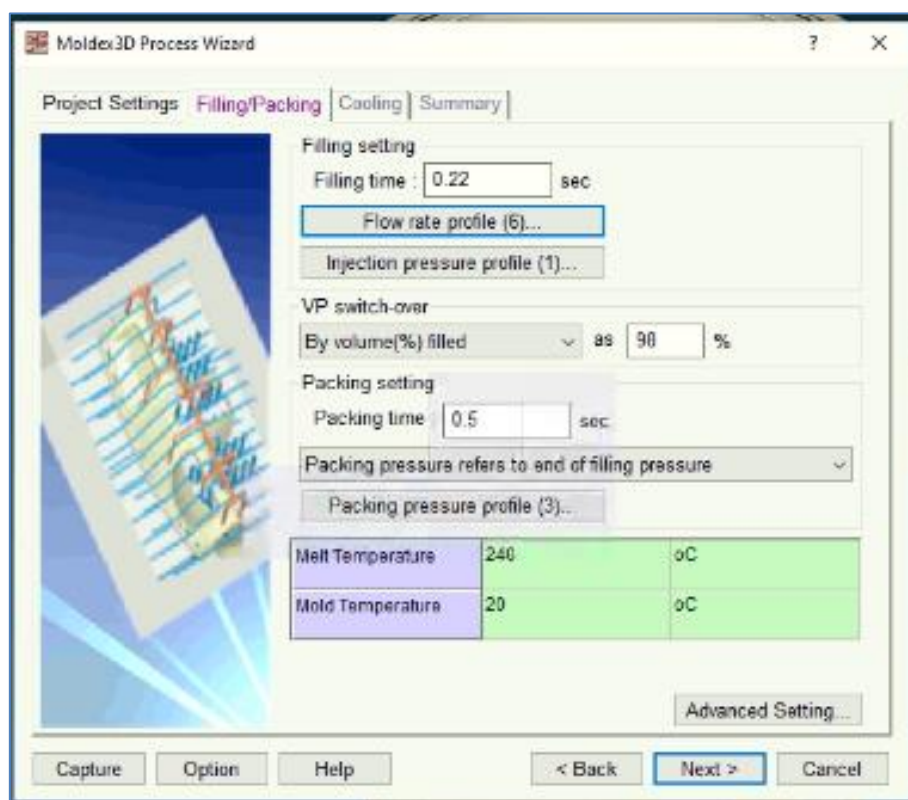 Moldex3D Process Wizard ? ×
Project Settings Filling/Packing Cooling Summary
Filling setting
Filling time : 0.22 sec
Flow rate profile (6)...
Injection pressure profile (1)...
VP switch-over
By volume(%) filled as 98 %
Packing setting
Packing time 0.5 sec
Packing pressure refers to end of filling pressure
Packing pressure profile (3)...
Melt Temperature 240 oC
Mold Temperature 20 oC
Advanced Setting...
Capture Option Help < Back Next > Cancel